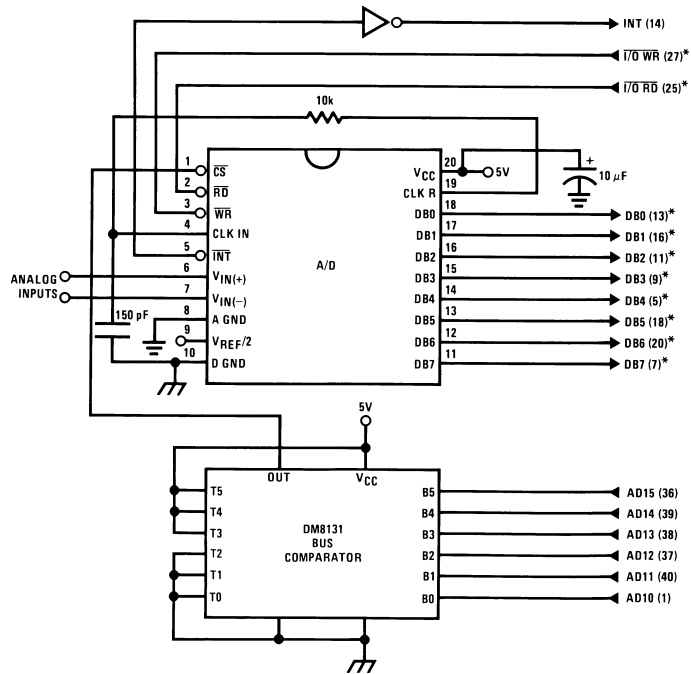 INT (14)
I/O WR (27)*
I/O RD (25)*
10k
1 CS
2 RD
3 WR
4 CLK IN
5 INT
6 VIN(+)
7 VIN(−)
8 A GND
9 VREF/2
10 D GND
A/D
20 VCC
19 CLK R
18 DB0
17 DB1
16 DB2
15 DB3
14 DB4
13 DB5
12 DB6
11 DB7
5V
+
10 μF
DB0 (13)*
DB1 (16)*
DB2 (11)*
DB3 (9)*
DB4 (5)*
DB5 (18)*
DB6 (20)*
DB7 (7)*
ANALOG
INPUTS
150 pF
5V
OUT VCC
T5
T4
T3
T2
T1
T0
DM8131
BUS
COMPARATOR
B5
B4
B3
B2
B1
B0
AD15 (36)
AD14 (39)
AD13 (38)
AD12 (37)
AD11 (40)
AD10 (1)